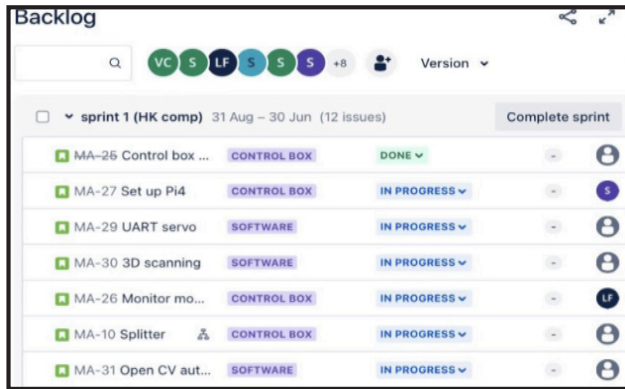 Backlog
VC S LF S S S +8 Version
sprint 1 (HK comp) 31 Aug – 30 Jun (12 issues) Complete sprint
MA-25 Control box ... CONTROL BOX DONE -
MA-27 Set up Pi4 CONTROL BOX IN PROGRESS - S
MA-29 UART servo SOFTWARE IN PROGRESS -
MA-30 3D scanning SOFTWARE IN PROGRESS -
MA-26 Monitor mo... CONTROL BOX IN PROGRESS - LF
MA-10 Splitter CONTROL BOX IN PROGRESS -
MA-31 Open CV aut... SOFTWARE IN PROGRESS -